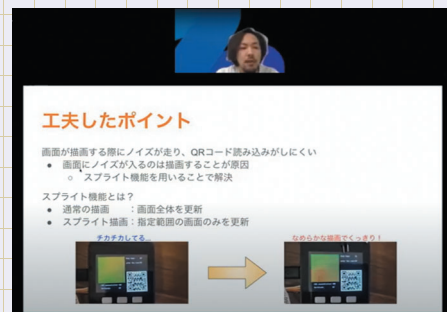 工夫したポイント
画面が描画する際にノイズが走り、QRコード読み込みがしにくい
● 画面にノイズが入るのは描画することが原因
○ スプライト機能を用いることで解決
スプライト機能とは？
● 通常の描画　：画面全体を更新
● スプライト描画：指定範囲の画面のみを更新
チカチカしてる...
なめらかな描画でくっきり！